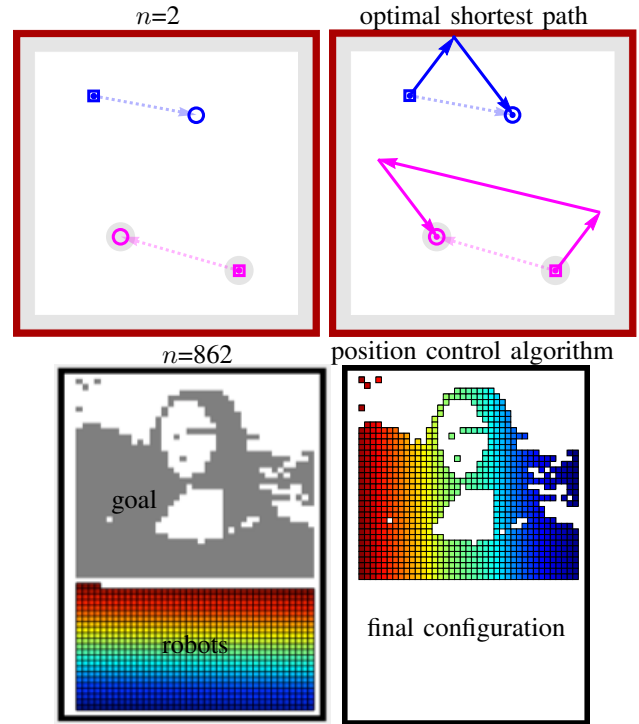 n=2
optimal shortest path
n=862
position control algorithm
goal
robots
final configuration